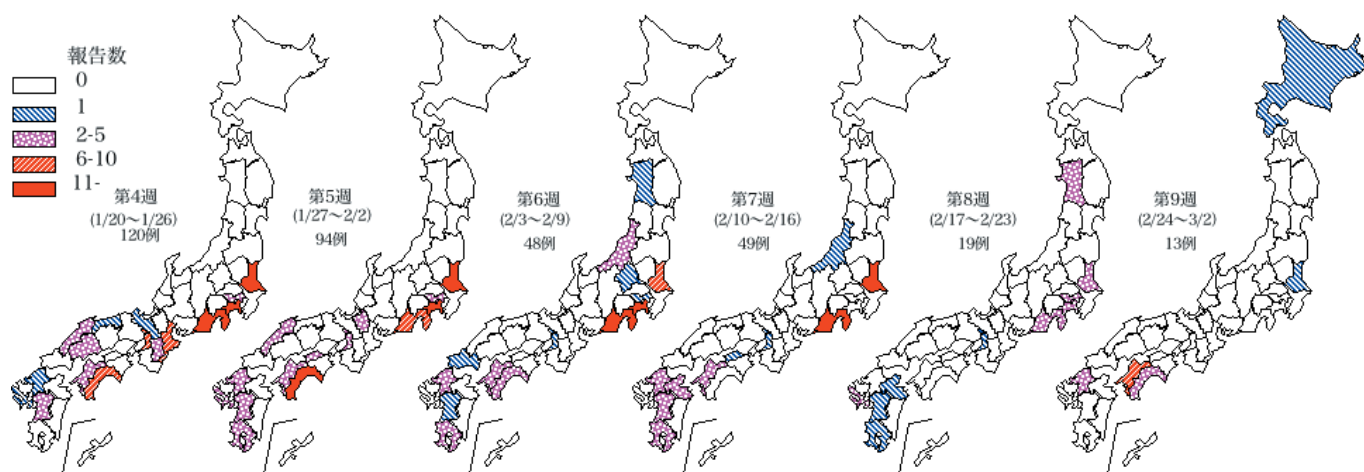 報告数
0
1
2-5
6-10
11-
第4週
(1/20〜1/26)
120例
第5週
(1/27〜2/2)
94例
第6週
(2/3〜2/9)
48例
第7週
(2/10〜2/16)
49例
第8週
(2/17〜2/23)
19例
第9週
(2/24〜3/2)
13例